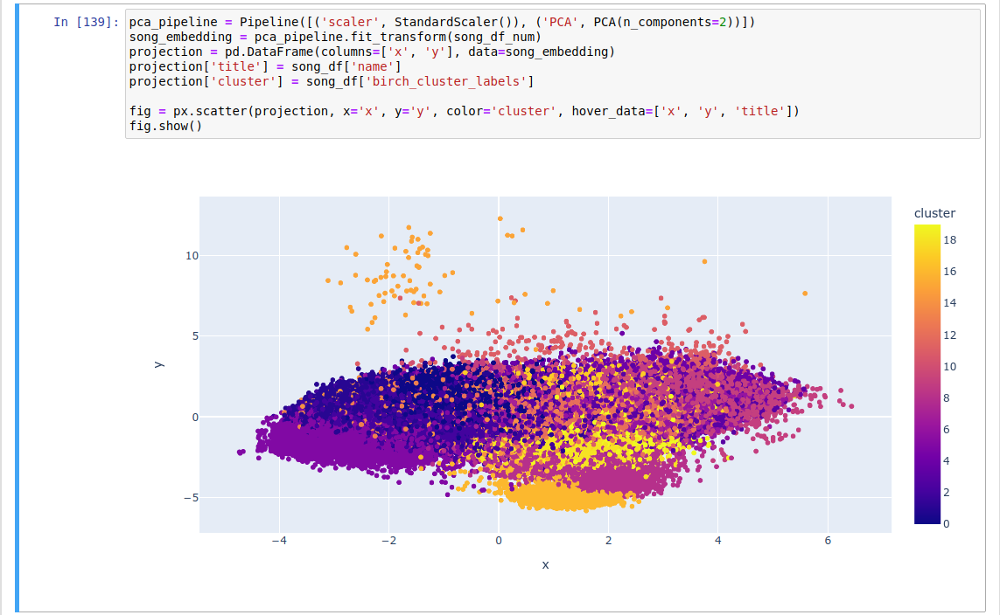 In [139]: pca_pipeline = Pipeline([('scaler', StandardScaler()), ('PCA', PCA(n_components=2))])
song_embedding = pca_pipeline.fit_transform(song_df_num)
projection = pd.DataFrame(columns=['x', 'y'], data=song_embedding)
projection['title'] = song_df['name']
projection['cluster'] = song_df['birch_cluster_labels']
fig = px.scatter(projection, x='x', y='y', color='cluster', hover_data=['x', 'y', 'title'])
fig.show()
cluster
18
16
14
12
10
8
6
4
2
0
10
5
0
−5
y
−4 −2 0 2 4 6
x